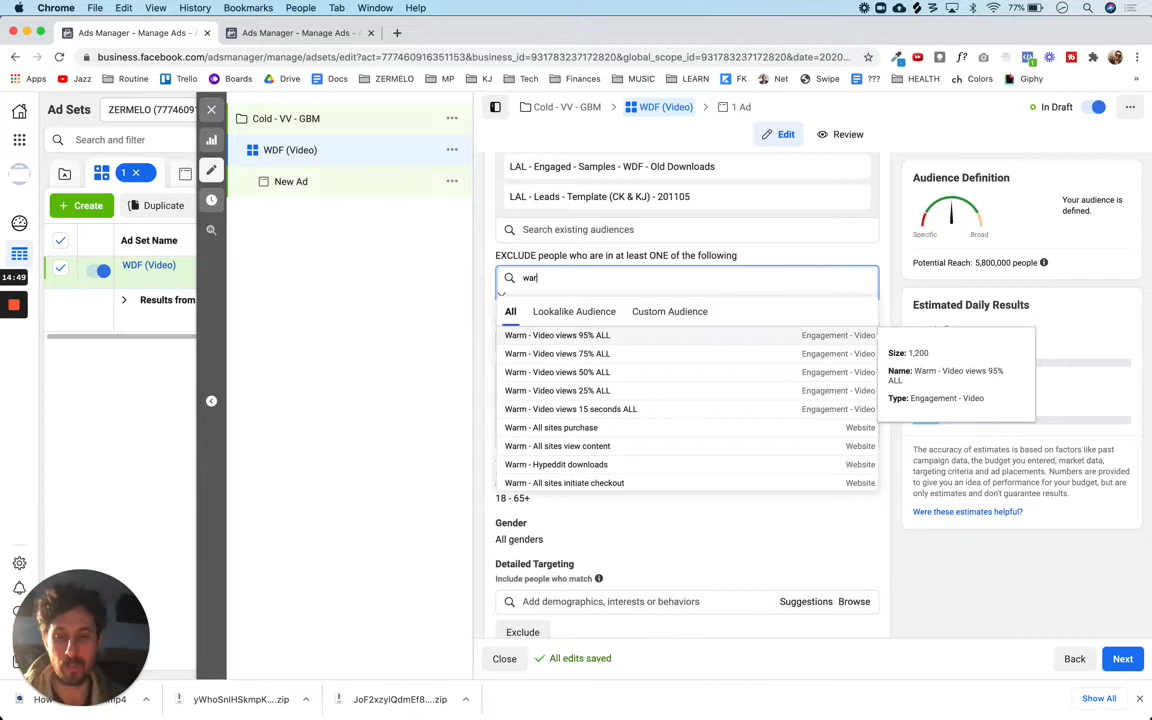 Chrome File Edit View History Bookmarks People Tab Window Help
77%
Ads Manager - Manage Ads -
Ads Manager - Manage Ads -
business.facebook.com/adsmanager/manage/adsets/edit?act=77746091635​1153&business_id=931783237172820&global_scope_id=931783237172820&date=2020...
Apps Jazz Routine Trello Boards Drive Docs ZERMELO MP KJ Tech Finances MUSIC LEARN FK Net Swipe ??? HEALTH ch Colors Giphy
Ad Sets
ZERMELO (77746091
Search and filter
1
Create
Duplicate
Ad Set Name
WDF (Video)
Results from
14:49
Cold - VV - GBM
WDF (Video)
New Ad
Cold - VV - GBM
WDF (Video)
1 Ad
In Draft
Edit
Review
LAL - Engaged - Samples - WDF - Old Downloads
LAL - Leads - Template (CK & KJ) - 201105
Search existing audiences
EXCLUDE people who are in at least ONE of the following
war
All Lookalike Audience Custom Audience
Warm - Video views 95% ALL Engagement - Video
Warm - Video views 75% ALL Engagement - Video
Warm - Video views 50% ALL Engagement - Video
Warm - Video views 25% ALL Engagement - Video
Warm - Video views 15 seconds ALL Engagement - Video
Warm - All sites purchase Website
Warm - All sites view content Website
Warm - Hypeddit downloads Website
Warm - All sites initiate checkout Website
18 - 65+
Gender
All genders
Detailed Targeting
Include people who match
Add demographics, interests or behaviors
Suggestions Browse
Exclude
Close
All edits saved
Back
Next
Audience Definition
Your audience is
defined.
Specific
Broad
Potential Reach: 5,800,000 people
Estimated Daily Results
Size: 1,200
Name: Warm - Video views 95%
ALL
Type: Engagement - Video
The accuracy of estimates is based on factors like past
campaign data, the budget you entered, market data,
targeting criteria and ad placements. Numbers are provided
to give you an idea of performance for your budget, but are
only estimates and don't guarantee results.
Were these estimates helpful?
yWhoSnIHSkmpK....zip
JoF2xzyIQdmEf8....zip
Show All